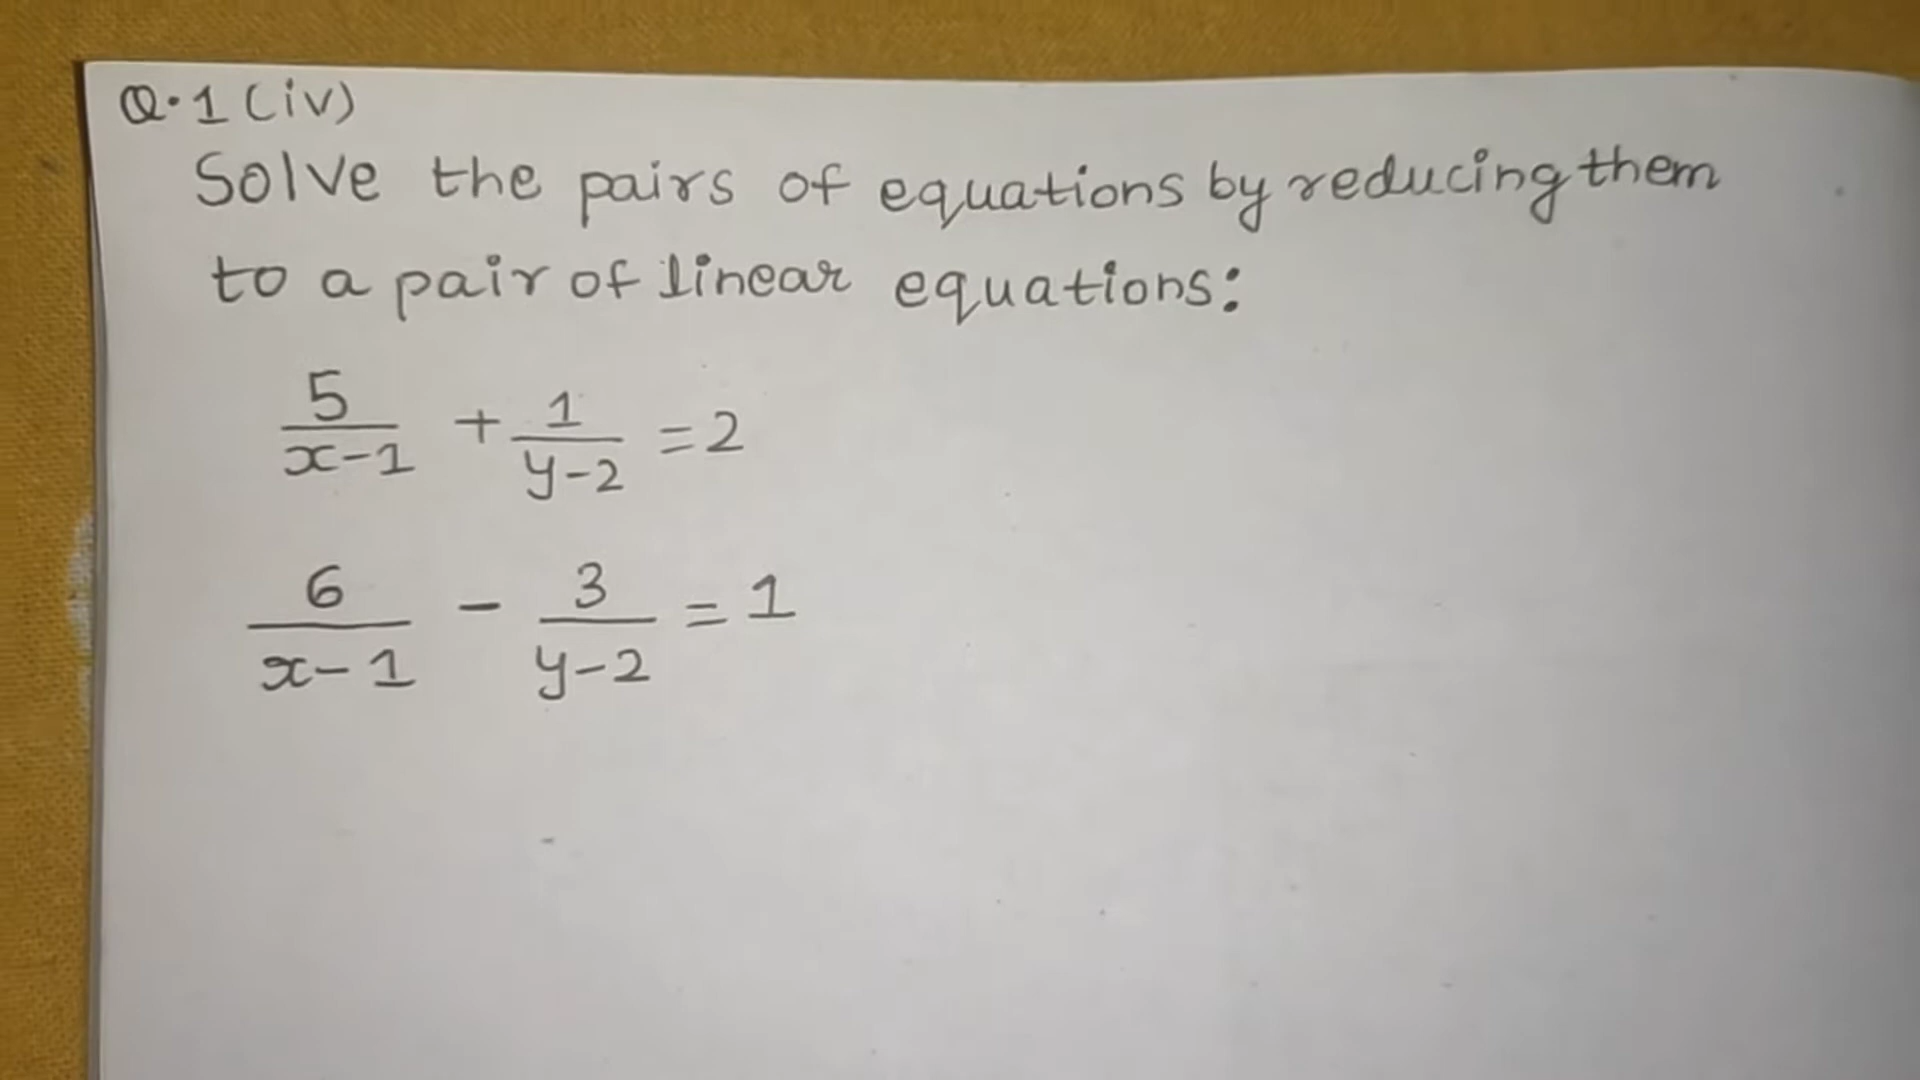 Q.1 (iv)
Solve the pairs of equations by reducing them
to a pair of linear equations:
5/(x-1) + 1/(y-2) = 2
6/(x-1) - 3/(y-2) = 1